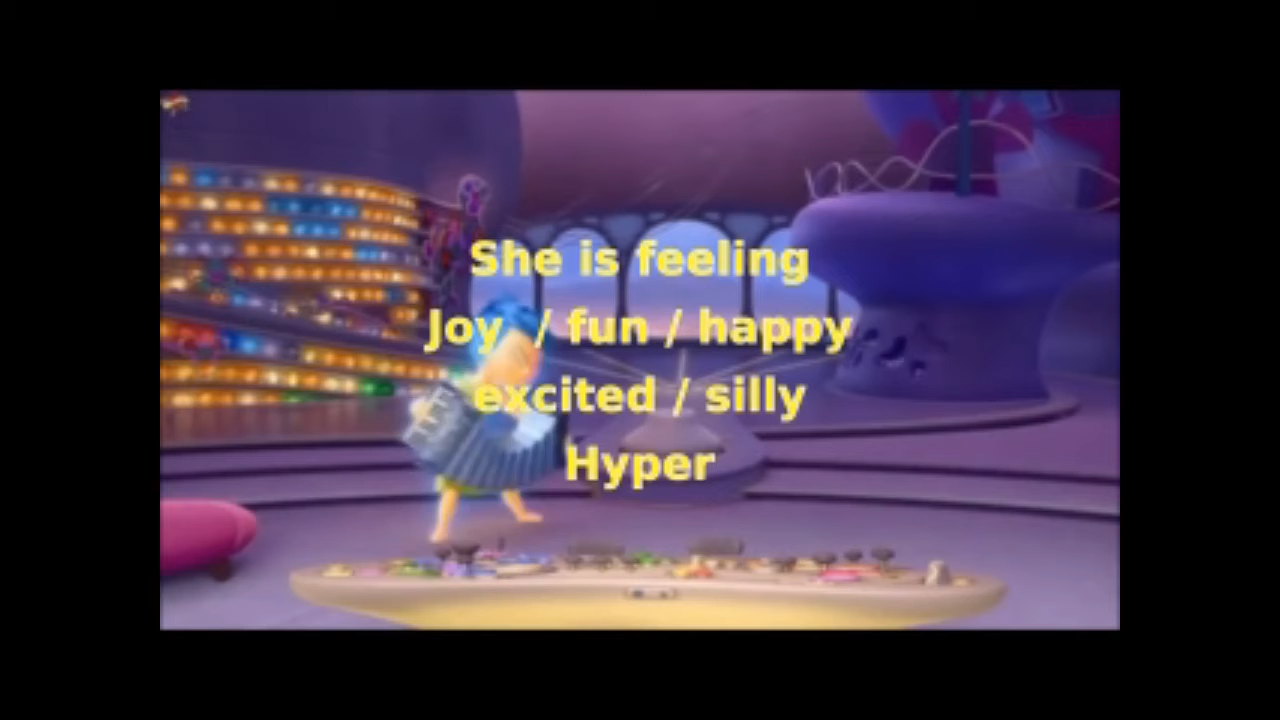 She is feeling
Joy / fun / happy
excited / silly
Hyper